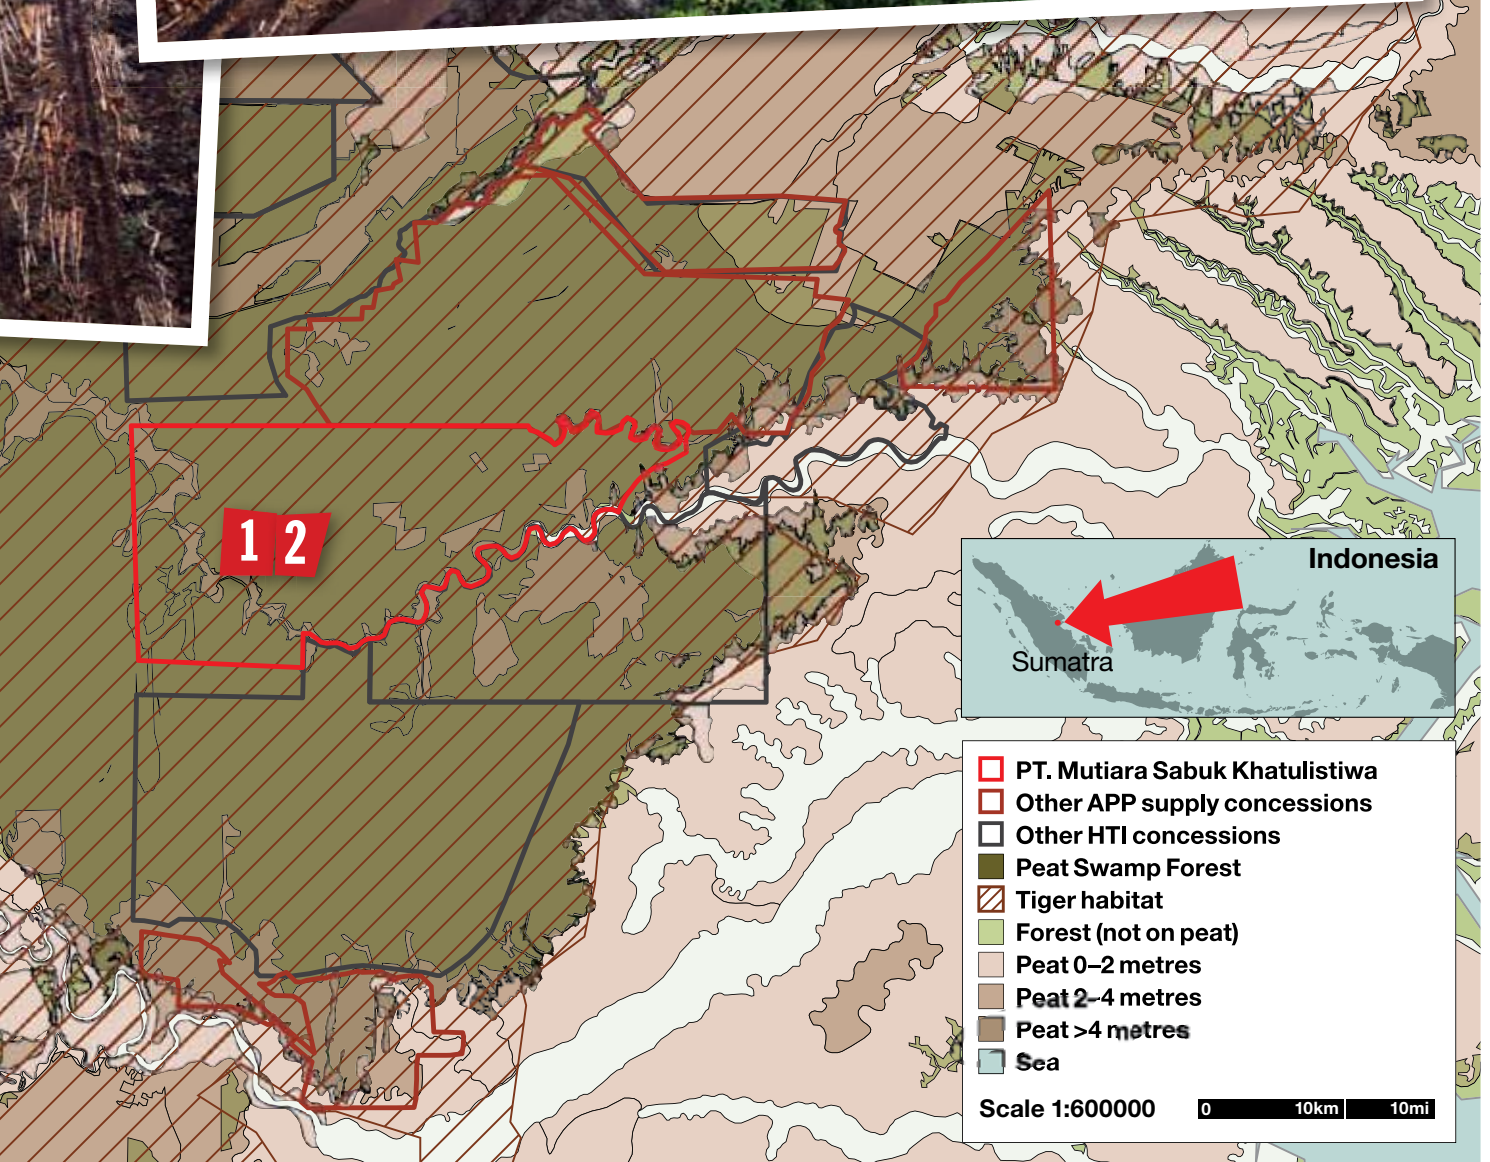 1 2
Indonesia
Sumatra
PT. Mutiara Sabuk Khatulistiwa
Other APP supply concessions
Other HTI concessions
Peat Swamp Forest
Tiger habitat
Forest (not on peat)
Peat 0–2 metres
Peat 2–4 metres
Peat >4 metres
Sea
Scale 1:600000
0 10km 10mi